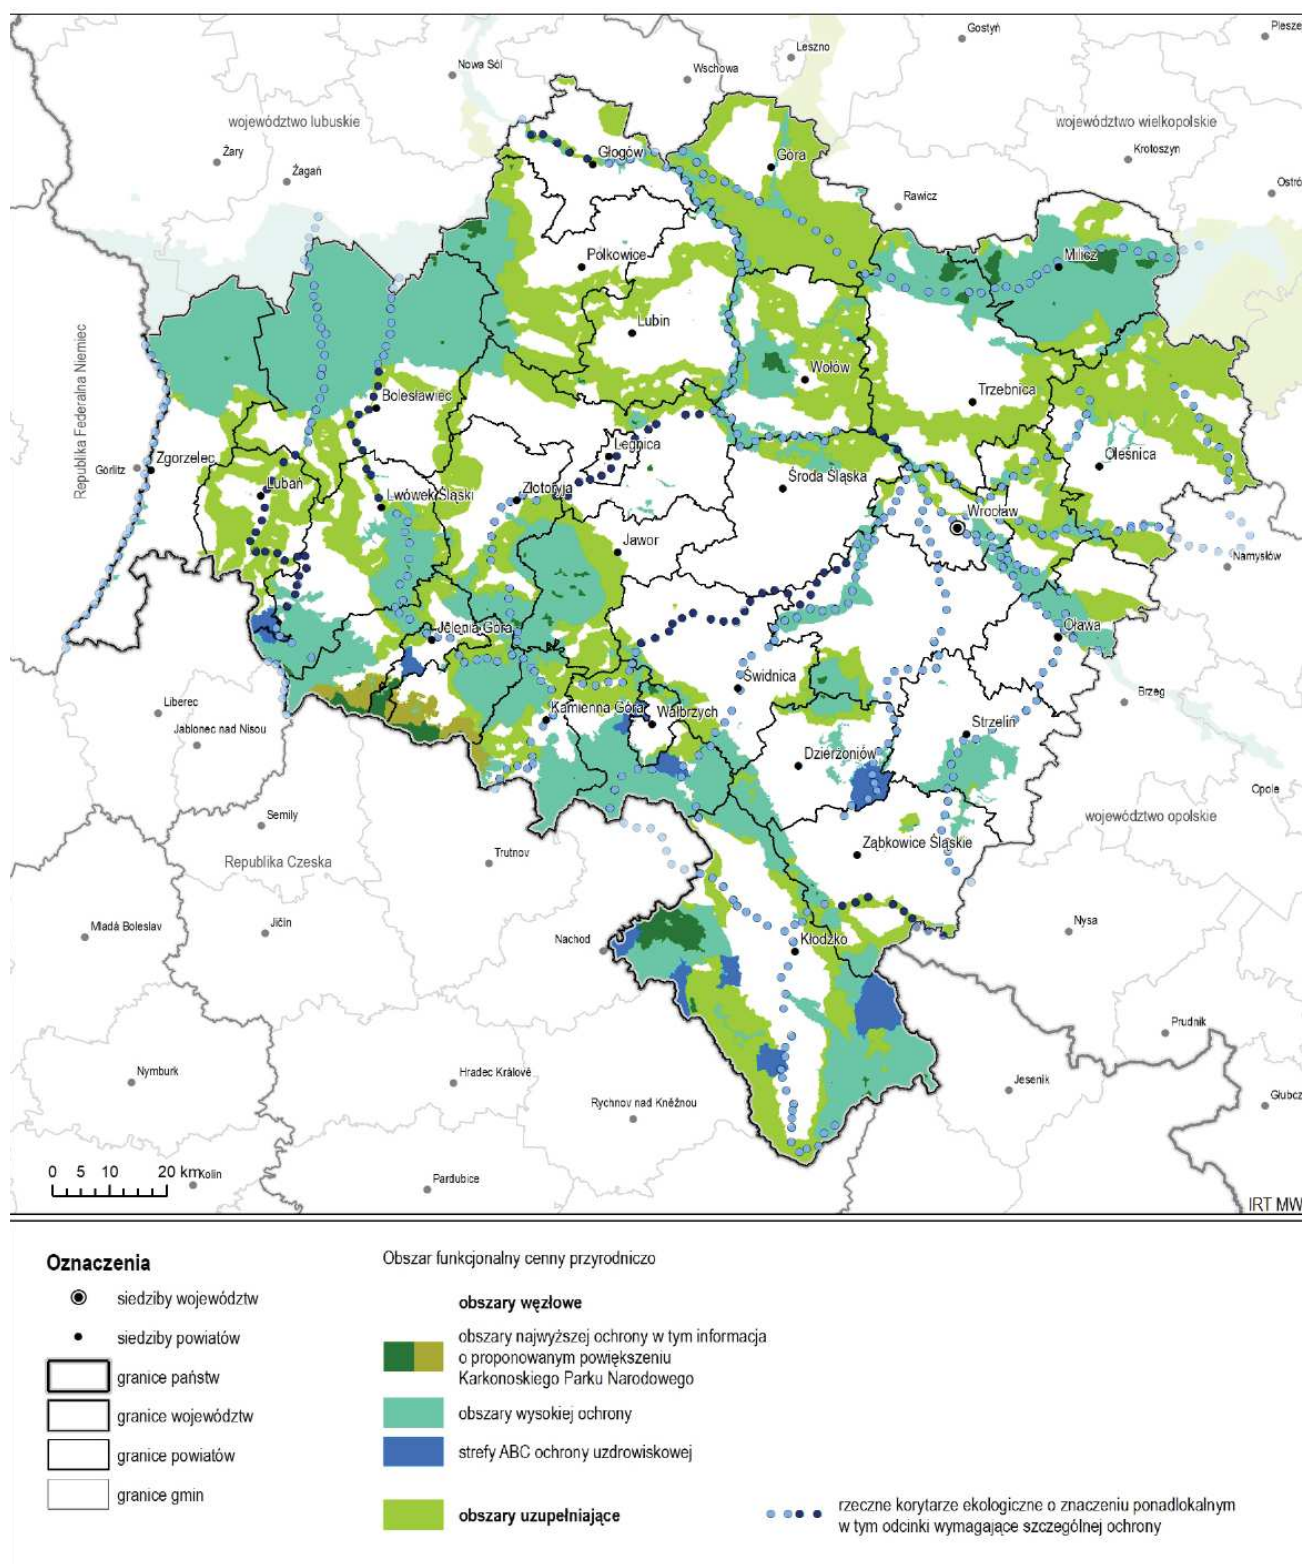 Gostyń
Plesze
Leszno
Nowa Sól
Wschowa
województwo lubuskie
województwo wielkopolskie
Żary
Żagań
Głogów
Góra
Krotoszyn
Rawicz
Ostró
Polkowice
Milicz
Lubin
Republika Federalna Niemiec
Wołów
Bolesławiec
Trzebnica
Legnica
Görlitz
Zgorzelec
Oleśnica
Lubań
Środa Śląska
Lwówek Śląski
Złotoryja
Wrocław
Jawor
Namysłów
Jelenia Góra
Oława
Świdnica
Brzeg
Liberec
Kamienna Góra
Wałbrzych
Strzelin
Jablonec nad Nisou
Dzierżoniów
Opole
Semily
województwo opolskie
Republika Czeska
Trutnov
Ząbkowice Śląskie
Mladá Boleslav
Jičín
Nysa
Nachod
Kłodzko
Prudnik
Nymburk
Hradec Králové
Jesenik
Rychnov nad Kněžnou
Głubcz
0 5 10 20 km
Kolin
Pardubice
IRT MW
Oznaczenia
siedziby województw
siedziby powiatów
granice państw
granice województw
granice powiatów
granice gmin
Obszar funkcjonalny cenny przyrodniczo
obszary węzłowe
obszary najwyższej ochrony w tym informacja
o proponowanym powiększeniu
Karkonoskiego Parku Narodowego
obszary wysokiej ochrony
strefy ABC ochrony uzdrowiskowej
obszary uzupełniające
rzeczne korytarze ekologiczne o znaczeniu ponadlokalnym
w tym odcinki wymagające szczególnej ochrony